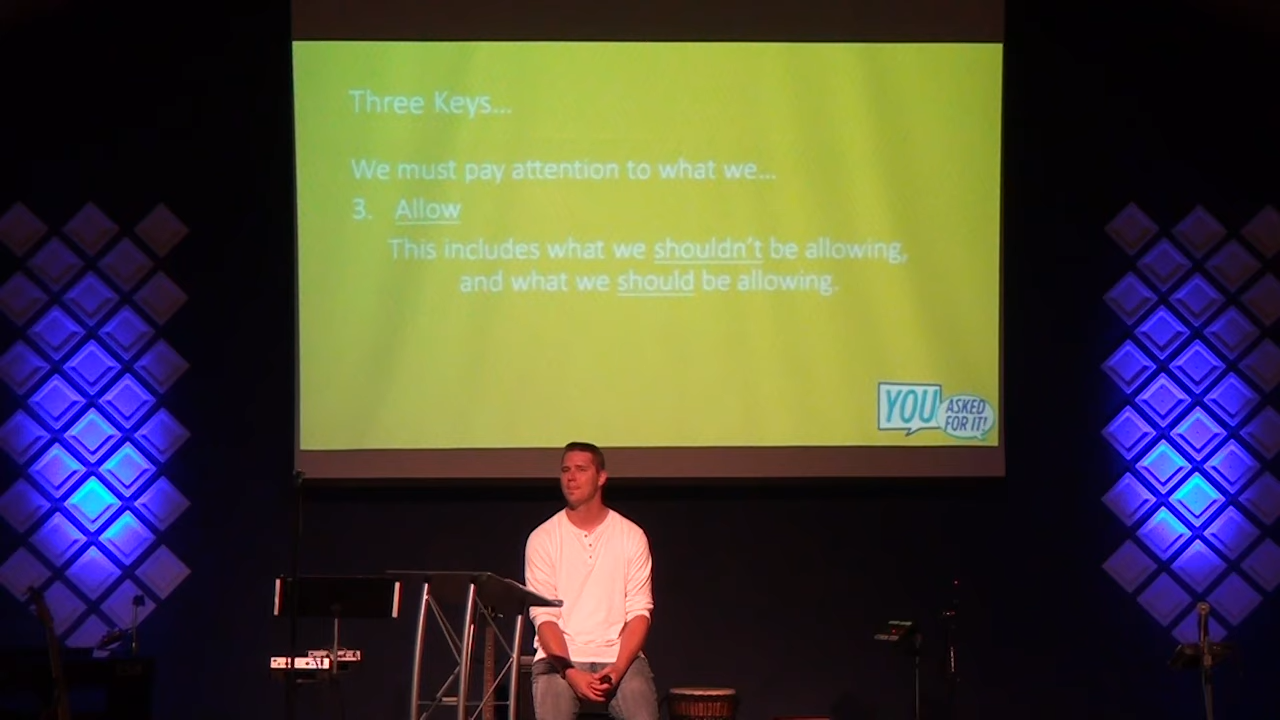 Three Keys...
We must pay attention to what we...
3. Allow
This includes what we shouldn't be allowing,
and what we should be allowing.
YOU
ASKED
FOR IT!